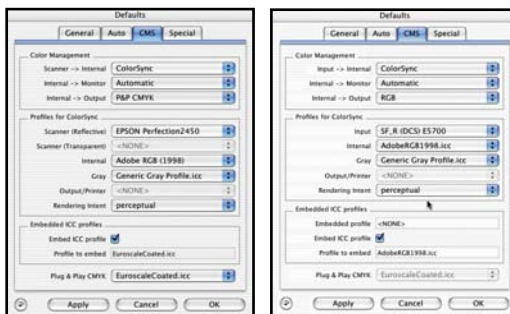 Defaults
General Auto CMS Special
Color Management
Scanner -> Internal ColorSync
Internal -> Monitor Automatic
Internal -> Output P&P CMYK
Profiles for ColorSync
Scanner (Reflective) EPSON Perfection2450
Scanner (Transparent) <NONE>
Internal Adobe RGB (1998)
Gray Generic Gray Profile.icc
Output/Printer <NONE>
Rendering Intent perceptual
Embedded ICC profiles
Embed ICC profile
Profile to embed EuroscaleCoated.icc
Plug & Play CMYK EuroscaleCoated.icc
Apply Cancel OK
Defaults
General Auto CMS Special
Color Management
Input -> Internal ColorSync
Internal -> Monitor Automatic
Internal -> Output RGB
Profiles for ColorSync
Input SF_R (DCS) E5700
Internal AdobeRGB1998.icc
Gray Generic Gray Profile.icc
Output/Printer <NONE>
Rendering Intent perceptual
Embedded ICC profiles
Embedded profile <NONE>
Embed ICC profile
Profile to embed AdobeRGB1998.icc
Plug & Play CMYK EuroscaleCoated.icc
Apply Cancel OK